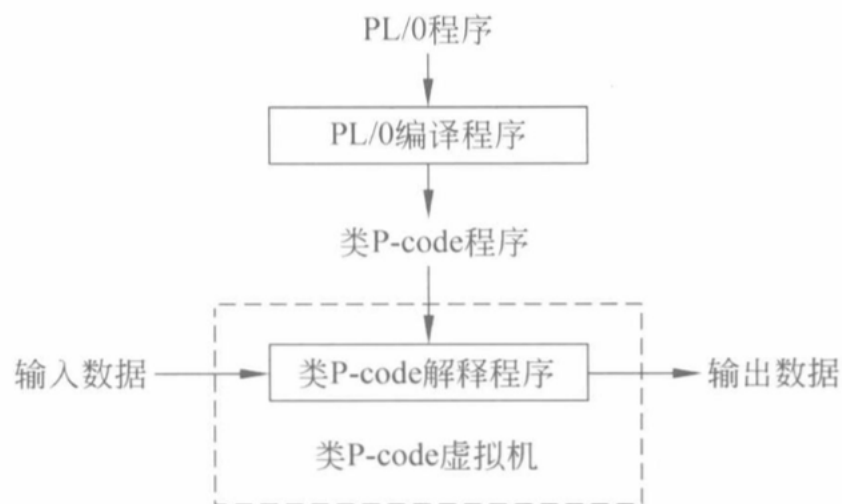 PL/0程序
PL/0编译程序
类P-code程序
输入数据
类P-code解释程序
输出数据
类P-code虚拟机